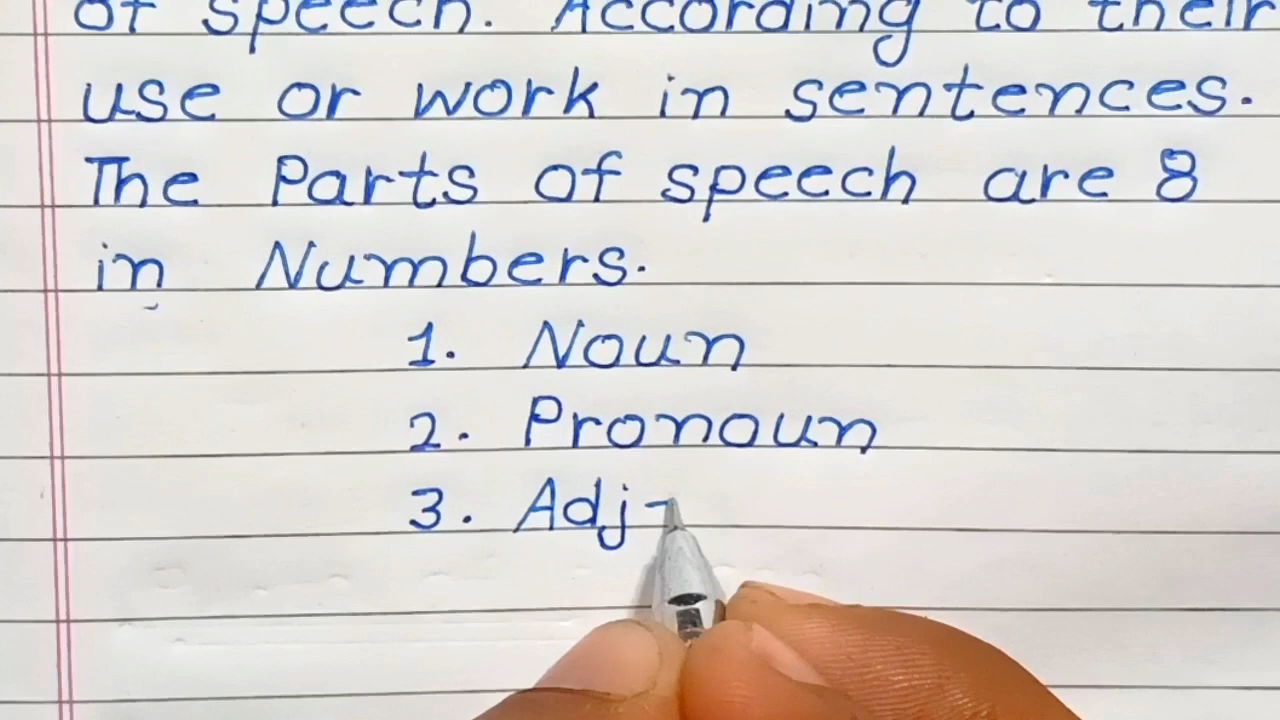 of speech. According to their
use or work in sentences.
The Parts of speech are 8
in Numbers.
1. Noun
2. Pronoun
3. Adj